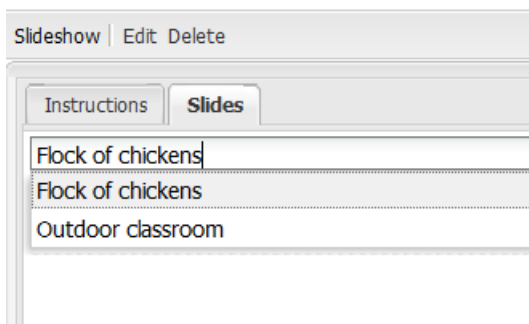 Slideshow Edit Delete
Instructions Slides
Flock of chickens
Flock of chickens
Outdoor classroom